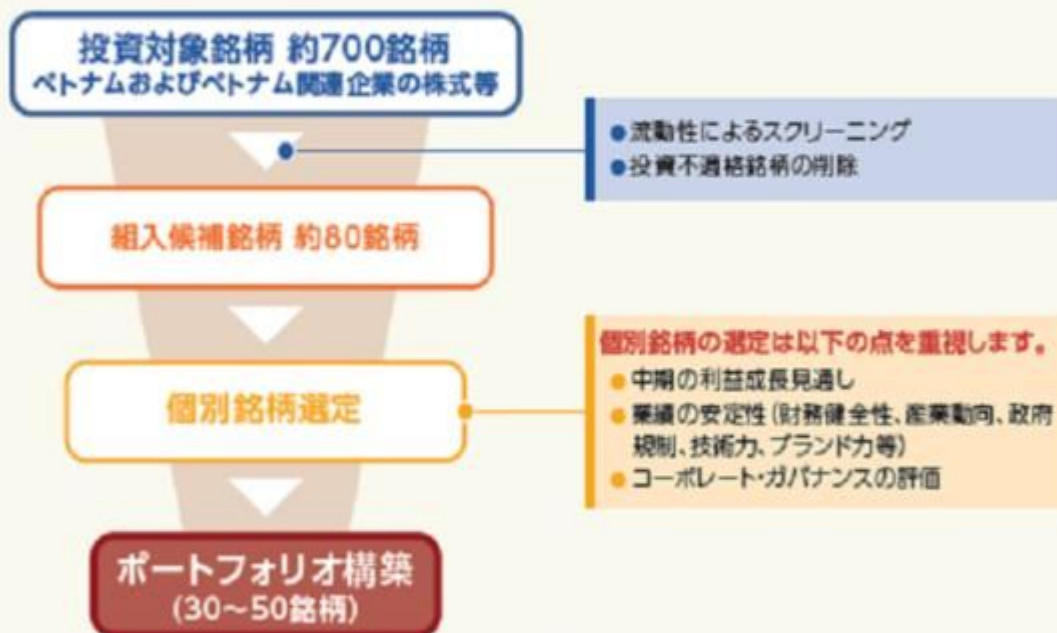 投資対象銘柄 約700銘柄
ベトナムおよびベトナム関連企業の株式等
●流動性によるスクリーニング
●投資不適格銘柄の削除
組入候補銘柄 約80銘柄
個別銘柄の選定は以下の点を重視します。
●中期の利益成長見通し
●業績の安定性(財務健全性、産業動向、政府
規制、技術力、ブランド力等)
●コーポレート・ガバナンスの評価
個別銘柄選定
ポートフォリオ構築
(30～50銘柄)